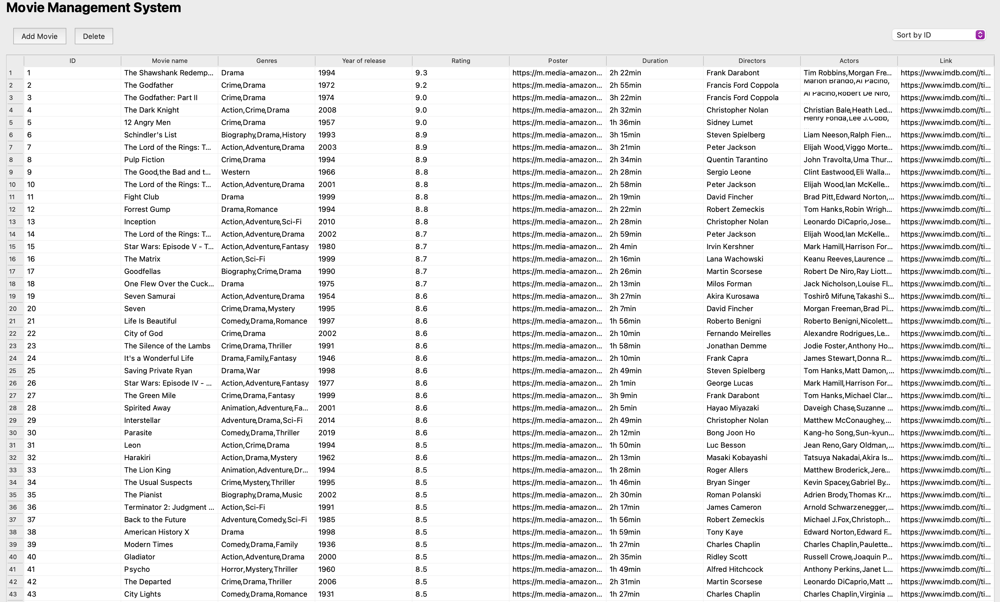 Movie Management System
Add Movie Delete Sort by ID
ID Movie name Genres Year of release Rating Poster Duration Directors Actors Link
1 1 The Shawshank Redemp... Drama 1994 9.3 https://m.media-amazon... 2h 22min Frank Darabont Tim Robbins,Morgan Fre... https://www.imdb.com//ti...
2 2 The Godfather Crime,Drama 1972 9.2 https://m.media-amazon... 2h 55min Francis Ford Coppola Marlon Brando,Al Pacino, https://www.imdb.com//ti...
3 3 The Godfather: Part II Crime,Drama 1974 9.0 https://m.media-amazon... 3h 22min Francis Ford Coppola Al Pacino,Robert De Niro, ... https://www.imdb.com//ti...
4 4 The Dark Knight Action,Crime,Drama 2008 9.0 https://m.media-amazon... 2h 32min Christopher Nolan Christian Bale,Heath Led... https://www.imdb.com//ti...
5 5 12 Angry Men Crime,Drama 1957 9.0 https://m.media-amazon... 1h 36min Sidney Lumet Henry Fonda,Lee J.Cobb, ... https://www.imdb.com//ti...
6 6 Schindler's List Biography,Drama,History 1993 8.9 https://m.media-amazon... 3h 15min Steven Spielberg Liam Neeson,Ralph Fien... https://www.imdb.com//ti...
7 7 The Lord of the Rings: T... Action,Adventure,Drama 2003 8.9 https://m.media-amazon... 3h 21min Peter Jackson Elijah Wood,Viggo Morte... https://www.imdb.com//ti...
8 8 Pulp Fiction Crime,Drama 1994 8.9 https://m.media-amazon... 2h 34min Quentin Tarantino John Travolta,Uma Thur... https://www.imdb.com//ti...
9 9 The Good,the Bad and t... Western 1966 8.8 https://m.media-amazon... 2h 28min Sergio Leone Clint Eastwood,Eli Walla... https://www.imdb.com//ti...
10 10 The Lord of the Rings: T... Action,Adventure,Drama 2001 8.8 https://m.media-amazon... 2h 58min Peter Jackson Elijah Wood,Ian McKelle... https://www.imdb.com//ti...
11 11 Fight Club Drama 1999 8.8 https://m.media-amazon... 2h 19min David Fincher Brad Pitt,Edward Norton,... https://www.imdb.com//ti...
12 12 Forrest Gump Drama,Romance 1994 8.8 https://m.media-amazon... 2h 22min Robert Zemeckis Tom Hanks,Robin Wrigh... https://www.imdb.com//ti...
13 13 Inception Action,Adventure,Sci-Fi 2010 8.8 https://m.media-amazon... 2h 28min Christopher Nolan Leonardo DiCaprio,Jose... https://www.imdb.com//ti...
14 14 The Lord of the Rings: T... Action,Adventure,Drama 2002 8.7 https://m.media-amazon... 2h 59min Peter Jackson Elijah Wood,Ian McKelle... https://www.imdb.com//ti...
15 15 Star Wars: Episode V - T... Action,Adventure,Fantasy 1980 8.7 https://m.media-amazon... 2h 4min Irvin Kershner Mark Hamill,Harrison For... https://www.imdb.com//ti...
16 16 The Matrix Action,Sci-Fi 1999 8.7 https://m.media-amazon... 2h 16min Lana Wachowski Keanu Reeves,Laurence ... https://www.imdb.com//ti...
17 17 Goodfellas Biography,Crime,Drama 1990 8.7 https://m.media-amazon... 2h 26min Martin Scorsese Robert De Niro,Ray Liott... https://www.imdb.com//ti...
18 18 One Flew Over the Cuck... Drama 1975 8.7 https://m.media-amazon... 2h 13min Milos Forman Jack Nicholson,Louise Fl... https://www.imdb.com//ti...
19 19 Seven Samurai Action,Adventure,Drama 1954 8.6 https://m.media-amazon... 3h 27min Akira Kurosawa Toshirô Mifune,Takashi S... https://www.imdb.com//ti...
20 20 Seven Crime,Drama,Mystery 1995 8.6 https://m.media-amazon... 2h 7min David Fincher Morgan Freeman,Brad Pi... https://www.imdb.com//ti...
21 21 Life Is Beautiful Comedy,Drama,Romance 1997 8.6 https://m.media-amazon... 1h 56min Roberto Benigni Roberto Benigni,Nicolett... https://www.imdb.com//ti...
22 22 City of God Crime,Drama 2002 8.6 https://m.media-amazon... 2h 10min Fernando Meirelles Alexandre Rodrigues,Le... https://www.imdb.com//ti...
23 23 The Silence of the Lambs Crime,Drama,Thriller 1991 8.6 https://m.media-amazon... 1h 58min Jonathan Demme Jodie Foster,Anthony Ho... https://www.imdb.com//ti...
24 24 It's a Wonderful Life Drama,Family,Fantasy 1946 8.6 https://m.media-amazon... 2h 10min Frank Capra James Stewart,Donna R... https://www.imdb.com//ti...
25 25 Saving Private Ryan Drama,War 1998 8.6 https://m.media-amazon... 2h 49min Steven Spielberg Tom Hanks,Matt Damon,... https://www.imdb.com//ti...
26 26 Star Wars: Episode IV - ... Action,Adventure,Fantasy 1977 8.6 https://m.media-amazon... 2h 1min George Lucas Mark Hamill,Harrison For... https://www.imdb.com//ti...
27 27 The Green Mile Crime,Drama,Fantasy 1999 8.6 https://m.media-amazon... 3h 9min Frank Darabont Tom Hanks,Michael Clar... https://www.imdb.com//ti...
28 28 Spirited Away Animation,Adventure,Fa... 2001 8.6 https://m.media-amazon... 2h 5min Hayao Miyazaki Daveigh Chase,Suzanne ... https://www.imdb.com//ti...
29 29 Interstellar Adventure,Drama,Sci-Fi 2014 8.6 https://m.media-amazon... 2h 49min Christopher Nolan Matthew McConaughey,... https://www.imdb.com//ti...
30 30 Parasite Comedy,Drama,Thriller 2019 8.6 https://m.media-amazon... 2h 12min Bong Joon Ho Kang-ho Song,Sun-kyun... https://www.imdb.com//ti...
31 31 Leon Action,Crime,Drama 1994 8.5 https://m.media-amazon... 1h 50min Luc Besson Jean Reno,Gary Oldman,... https://www.imdb.com//ti...
32 32 Harakiri Action,Drama,Mystery 1962 8.6 https://m.media-amazon... 2h 13min Masaki Kobayashi Tatsuya Nakadai,Akira Is... https://www.imdb.com//ti...
33 33 The Lion King Animation,Adventure,Dr... 1994 8.5 https://m.media-amazon... 1h 28min Roger Allers Matthew Broderick,Jere... https://www.imdb.com//ti...
34 34 The Usual Suspects Crime,Mystery,Thriller 1995 8.5 https://m.media-amazon... 1h 46min Bryan Singer Kevin Spacey,Gabriel By... https://www.imdb.com//ti...
35 35 The Pianist Biography,Drama,Music 2002 8.5 https://m.media-amazon... 2h 30min Roman Polanski Adrien Brody,Thomas Kr... https://www.imdb.com//ti...
36 36 Terminator 2: Judgment ... Action,Sci-Fi 1991 8.5 https://m.media-amazon... 2h 17min James Cameron Arnold Schwarzenegger,... https://www.imdb.com//ti...
37 37 Back to the Future Adventure,Comedy,Sci-Fi 1985 8.5 https://m.media-amazon... 1h 56min Robert Zemeckis Michael J.Fox,Christoph... https://www.imdb.com//ti...
38 38 American History X Drama 1998 8.5 https://m.media-amazon... 1h 59min Tony Kaye Edward Norton,Edward F... https://www.imdb.com//ti...
39 39 Modern Times Comedy,Drama,Family 1936 8.5 https://m.media-amazon... 1h 27min Charles Chaplin Charles Chaplin,Paulette... https://www.imdb.com//ti...
40 40 Gladiator Action,Adventure,Drama 2000 8.5 https://m.media-amazon... 2h 35min Ridley Scott Russell Crowe,Joaquin P... https://www.imdb.com//ti...
41 41 Psycho Horror,Mystery,Thriller 1960 8.5 https://m.media-amazon... 1h 49min Alfred Hitchcock Anthony Perkins,Janet L... https://www.imdb.com//ti...
42 42 The Departed Crime,Drama,Thriller 2006 8.5 https://m.media-amazon... 2h 31min Martin Scorsese Leonardo DiCaprio,Matt ... https://www.imdb.com//ti...
43 43 City Lights Comedy,Drama,Romance 1931 8.5 https://m.media-amazon... 1h 27min Charles Chaplin Charles Chaplin,Virginia ... https://www.imdb.com//ti...